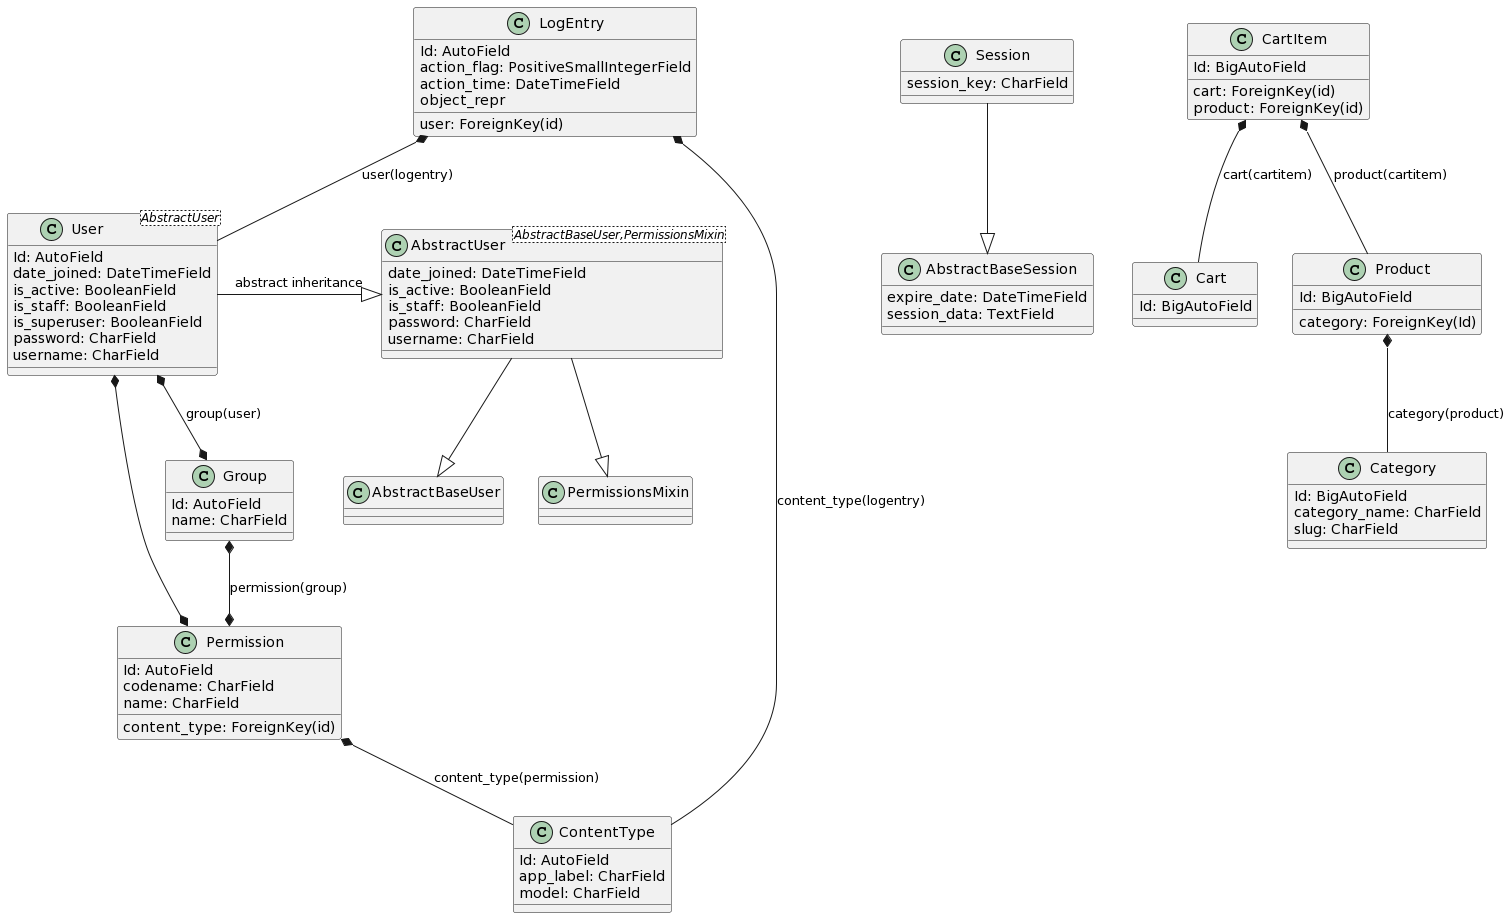 C LogEntry
Id: AutoField
action_flag: PositiveSmallIntegerField
action_time: DateTimeField
object_repr
user: ForeignKey(id)
user(logentry)
C User
AbstractUser
Id: AutoField
date_joined: DateTimeField
is_active: BooleanField
is_staff: BooleanField
is_superuser: BooleanField
password: CharField
username: CharField
abstract inheritance
C AbstractUser
AbstractBaseUser,PermissionsMixin
date_joined: DateTimeField
is_active: BooleanField
is_staff: BooleanField
password: CharField
username: CharField
group(user)
C Group
Id: AutoField
name: CharField
C AbstractBaseUser
C PermissionsMixin
content_type(logentry)
permission(group)
C Permission
Id: AutoField
codename: CharField
name: CharField
content_type: ForeignKey(id)
content_type(permission)
C ContentType
Id: AutoField
app_label: CharField
model: CharField
C Session
session_key: CharField
C AbstractBaseSession
expire_date: DateTimeField
session_data: TextField
C CartItem
Id: BigAutoField
cart: ForeignKey(id)
product: ForeignKey(id)
cart(cartitem)
product(cartitem)
C Cart
Id: BigAutoField
C Product
Id: BigAutoField
category: ForeignKey(Id)
category(product)
C Category
Id: BigAutoField
category_name: CharField
slug: CharField